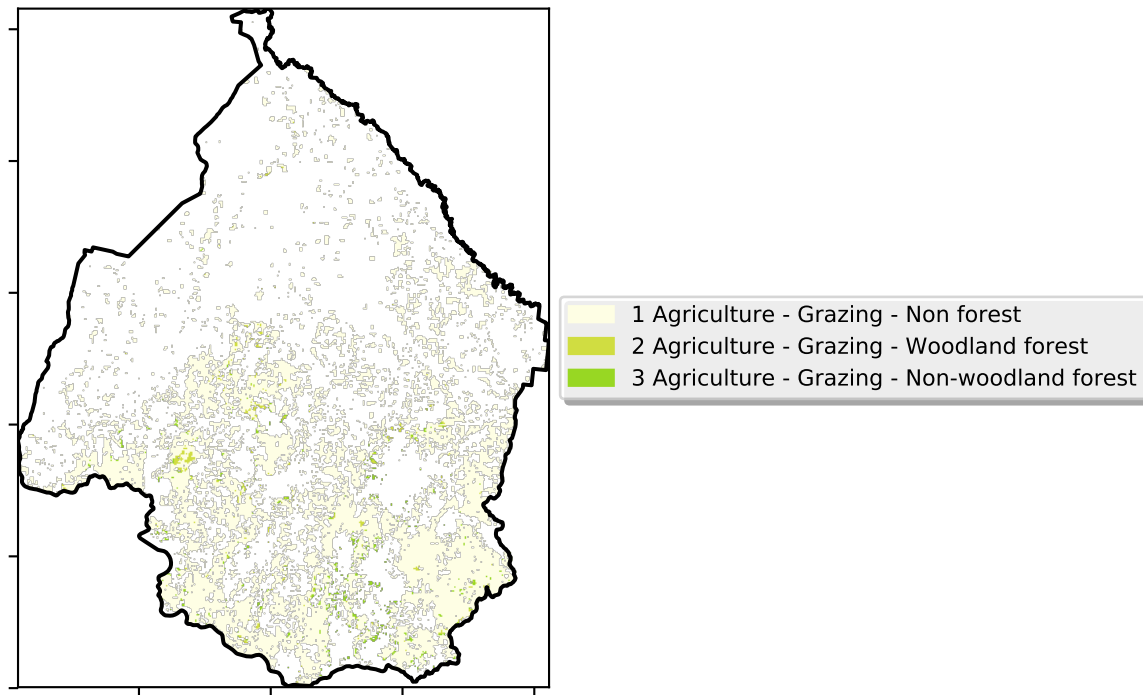 1 Agriculture - Grazing - Non forest
2 Agriculture - Grazing - Woodland forest
3 Agriculture - Grazing - Non-woodland forest